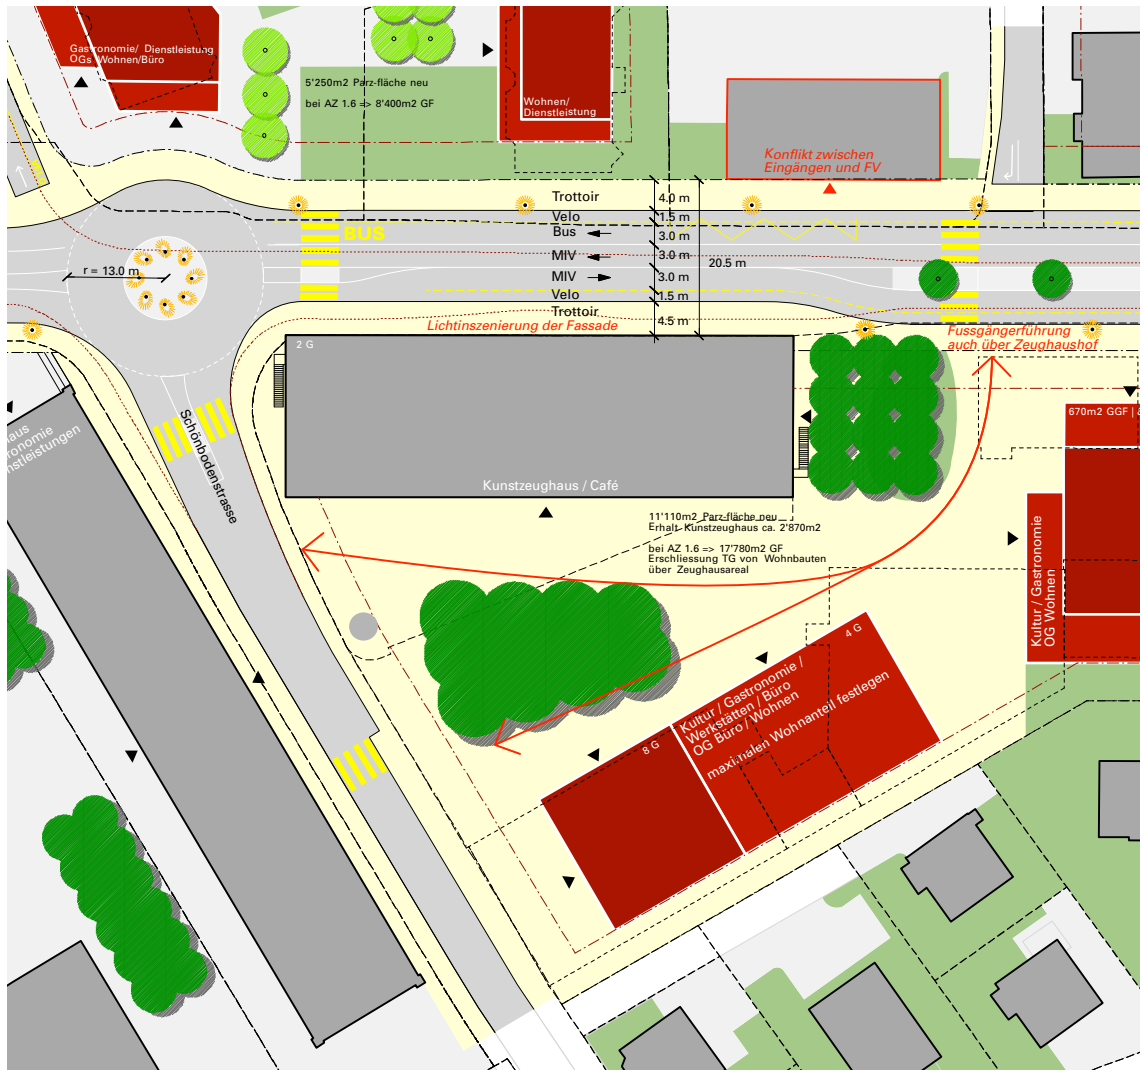 Gastronomie/ Dienstleistung
OGs Wohnen/Büro
5'250m2 Parz-fläche neu
bei AZ 1.6 => 8'400m2 GF
Wohnen/
Dienstleistung
Konflikt zwischen
Eingängen und FV
Trottoir 4.0 m
Velo 1.5 m
Bus 3.0 m
MIV 3.0 m
MIV 3.0 m
Velo 1.5 m
Trottoir 4.5 m
20.5 m
BUS
r = 13.0 m
Lichtinszenierung der Fassade
Fussgängerführung
auch über Zeughaushof
2 G
Kunstzeughaus / Café
Schönbodenstrasse
670m2 GGF |
11'110m2 Parz-fläche neu
Erhalt Kunstzeughaus ca. 2'870m2
bei AZ 1.6 => 17'780m2 GF
Erschliessung TG von Wohnbauten
über Zeughausareal
Kultur / Gastronomie
OG Wohnen
4 G
8 G
Kultur / Gastronomie /
Werkstätten / Büro
OG Büro / Wohnen
maximalen Wohnanteil festlegen